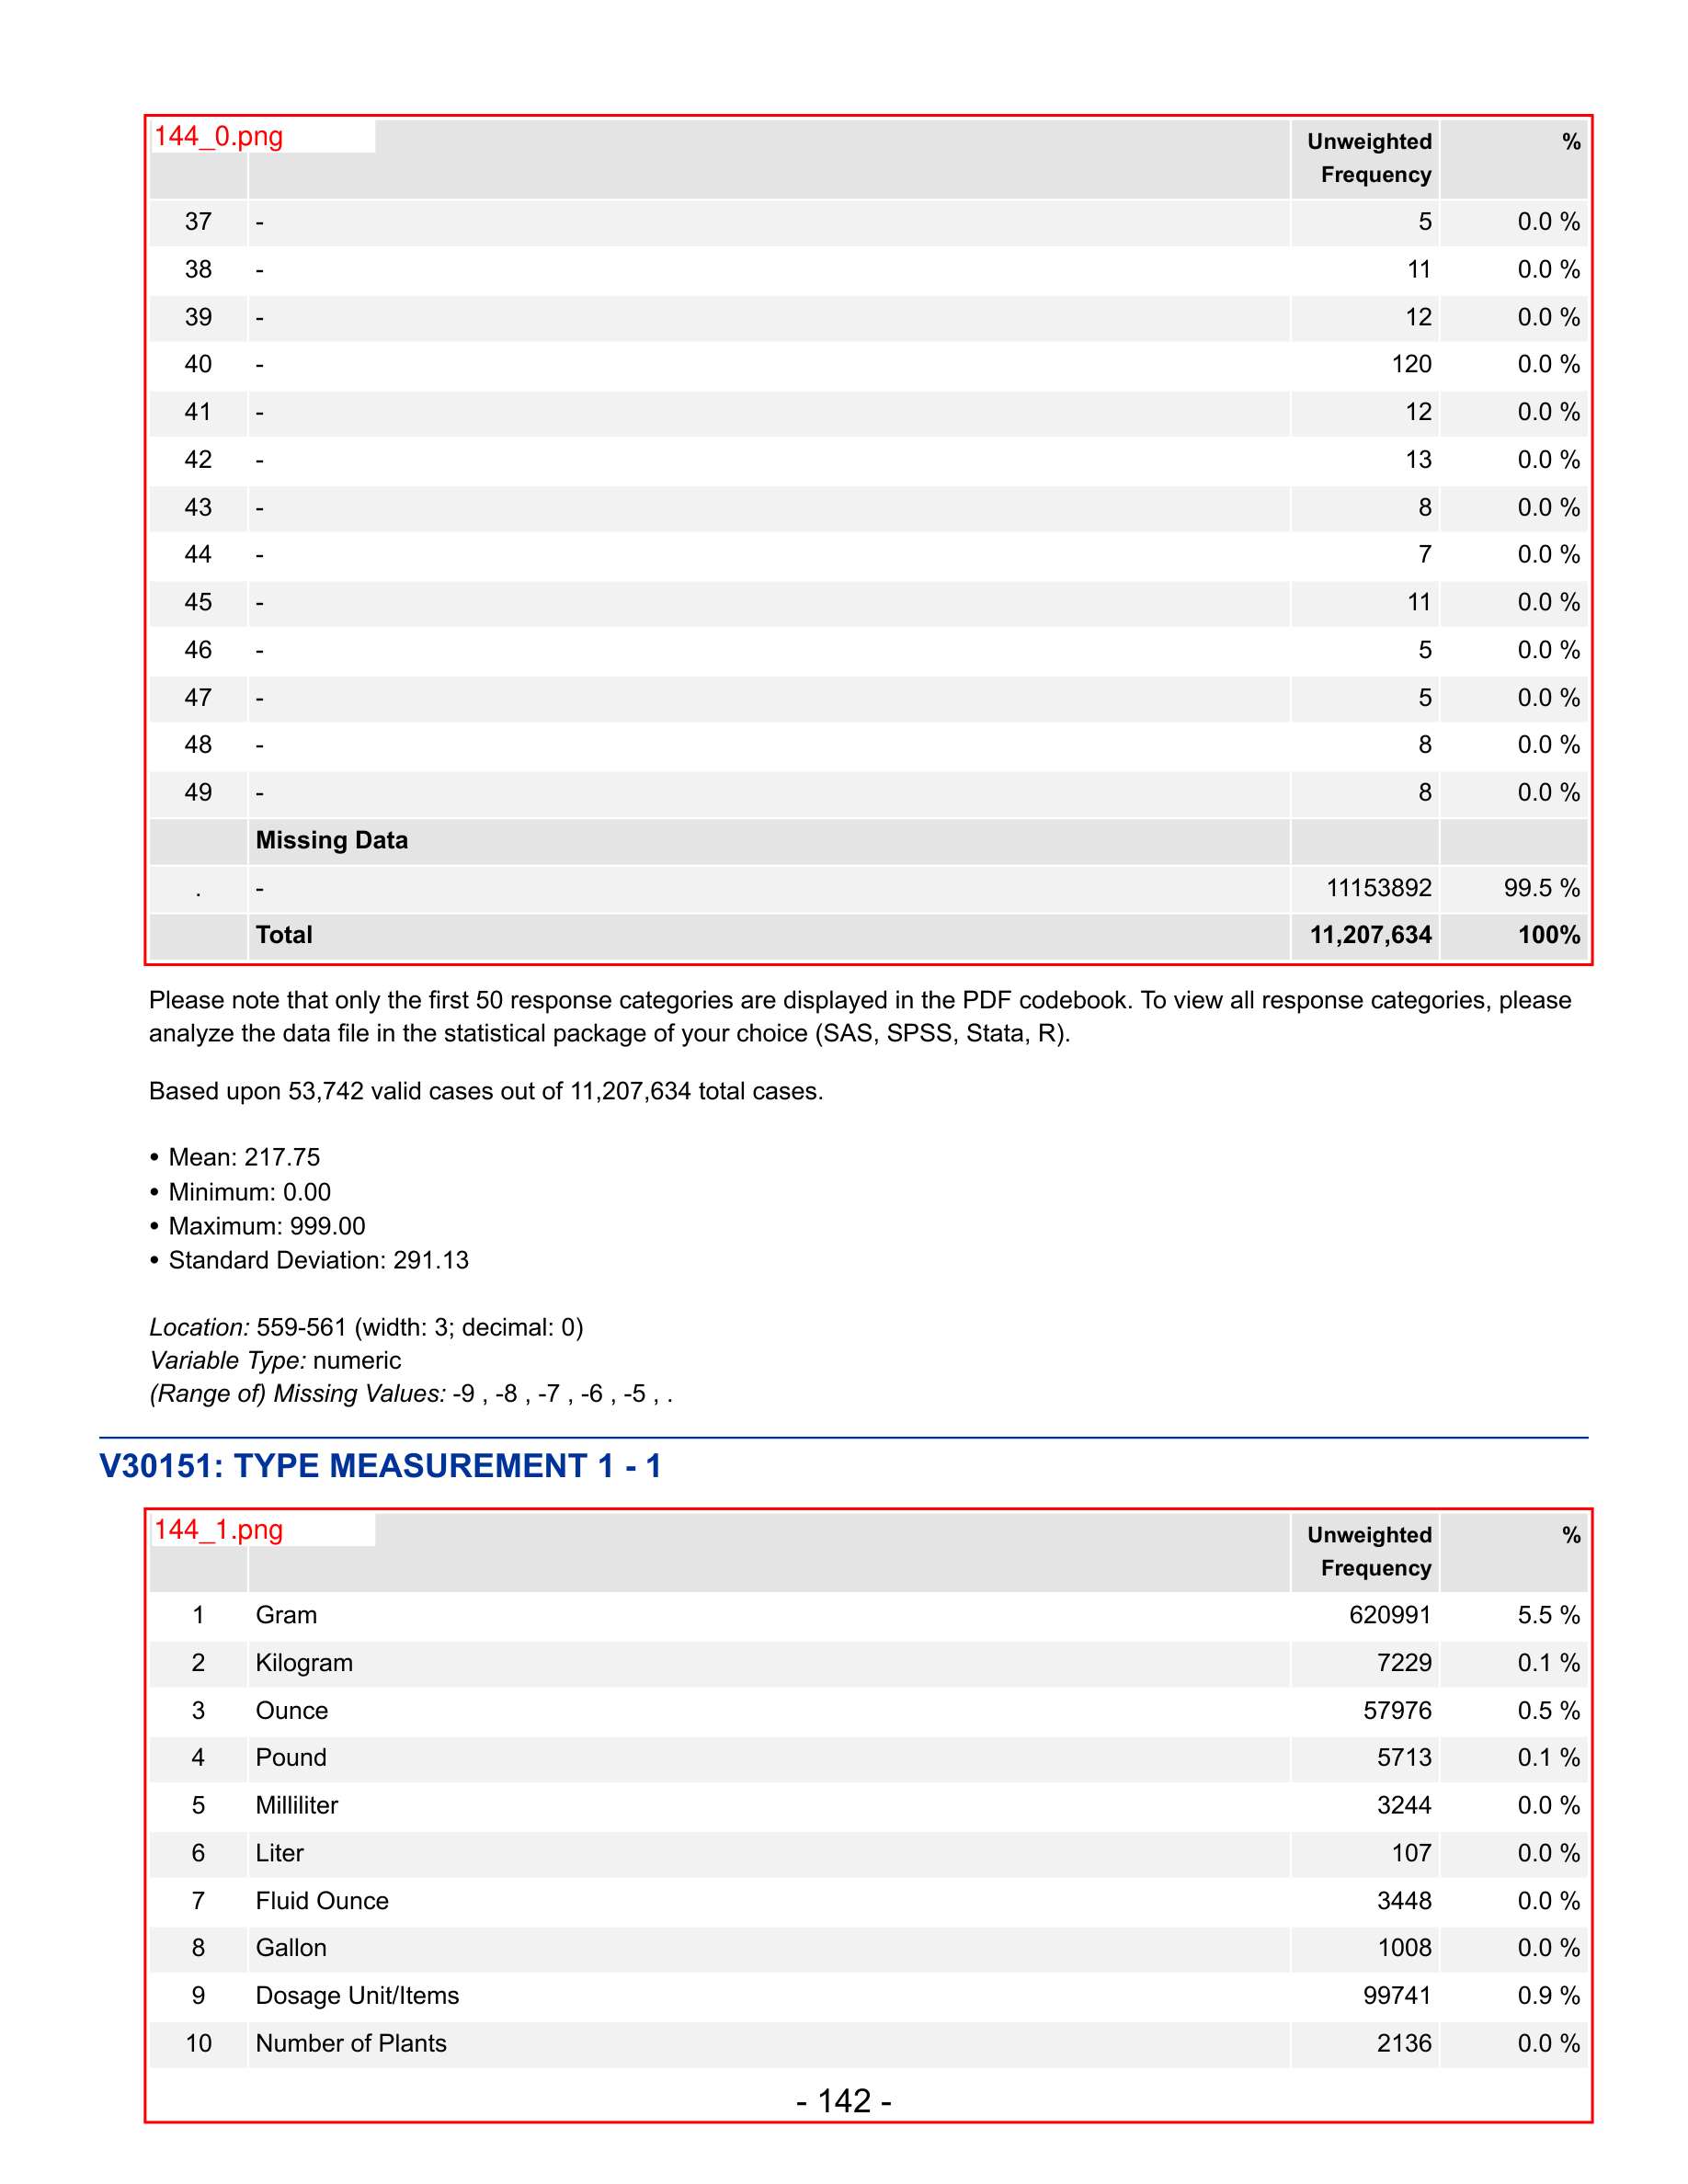 144_0.png
Unweighted Frequency %
37 - 5 0.0 %
38 - 11 0.0 %
39 - 12 0.0 %
40 - 120 0.0 %
41 - 12 0.0 %
42 - 13 0.0 %
43 - 8 0.0 %
44 - 7 0.0 %
45 - 11 0.0 %
46 - 5 0.0 %
47 - 5 0.0 %
48 - 8 0.0 %
49 - 8 0.0 %
Missing Data
. - 11153892 99.5 %
Total 11,207,634 100%
Please note that only the first 50 response categories are displayed in the PDF codebook. To view all response categories, please
analyze the data file in the statistical package of your choice (SAS, SPSS, Stata, R).
Based upon 53,742 valid cases out of 11,207,634 total cases.
• Mean: 217.75
• Minimum: 0.00
• Maximum: 999.00
• Standard Deviation: 291.13
Location: 559-561 (width: 3; decimal: 0)
Variable Type: numeric
(Range of) Missing Values: -9 , -8 , -7 , -6 , -5 , .
V30151: TYPE MEASUREMENT 1 - 1
144_1.png
Unweighted Frequency %
1 Gram 620991 5.5 %
2 Kilogram 7229 0.1 %
3 Ounce 57976 0.5 %
4 Pound 5713 0.1 %
5 Milliliter 3244 0.0 %
6 Liter 107 0.0 %
7 Fluid Ounce 3448 0.0 %
8 Gallon 1008 0.0 %
9 Dosage Unit/Items 99741 0.9 %
10 Number of Plants 2136 0.0 %
- 142 -